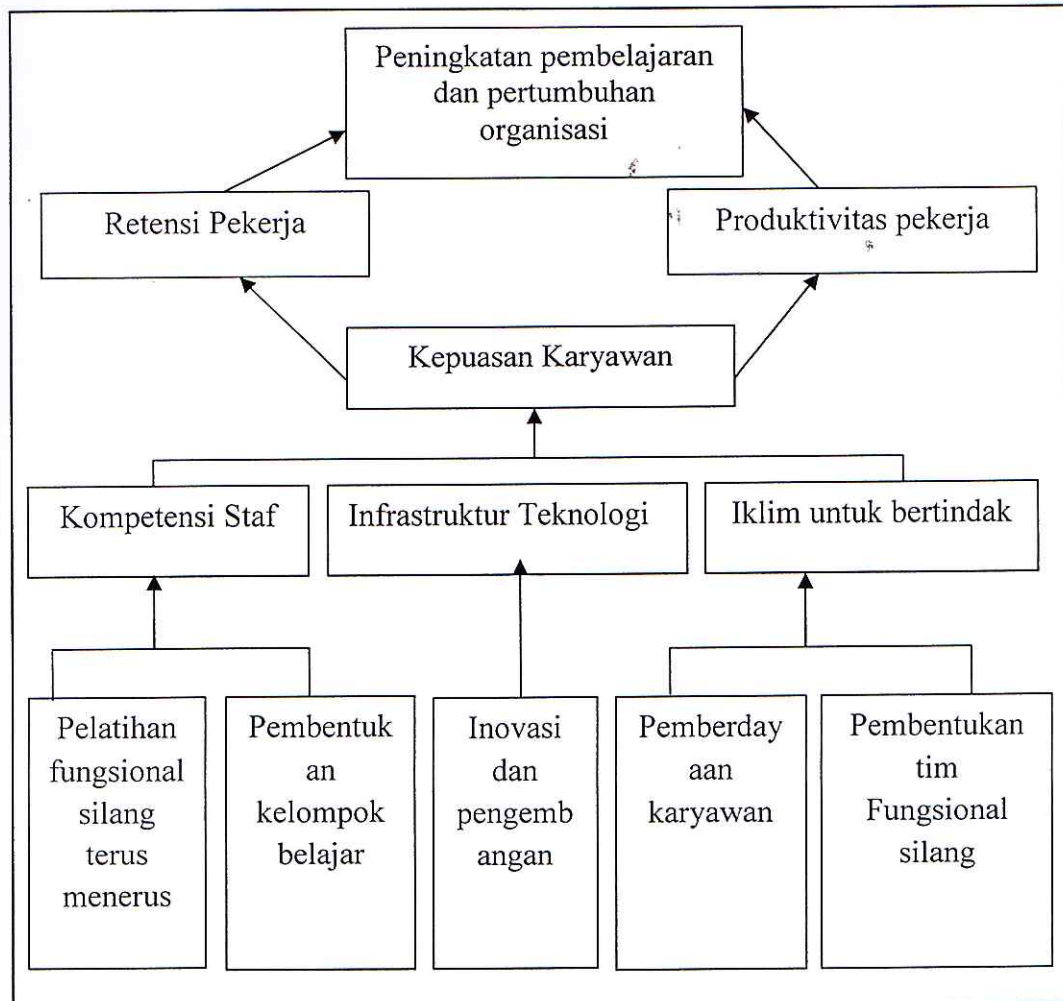 Peningkatan pembelajaran
dan pertumbuhan
organisasi
Retensi Pekerja
Produktivitas pekerja
Kepuasan Karyawan
Kompetensi Staf
Infrastruktur Teknologi
Iklim untuk bertindak
Pelatihan
fungsional
silang
terus
menerus
Pembentuk
an
kelompok
belajar
Inovasi
dan
pengemb
angan
Pemberday
aan
karyawan
Pembentukan
tim
Fungsional
silang